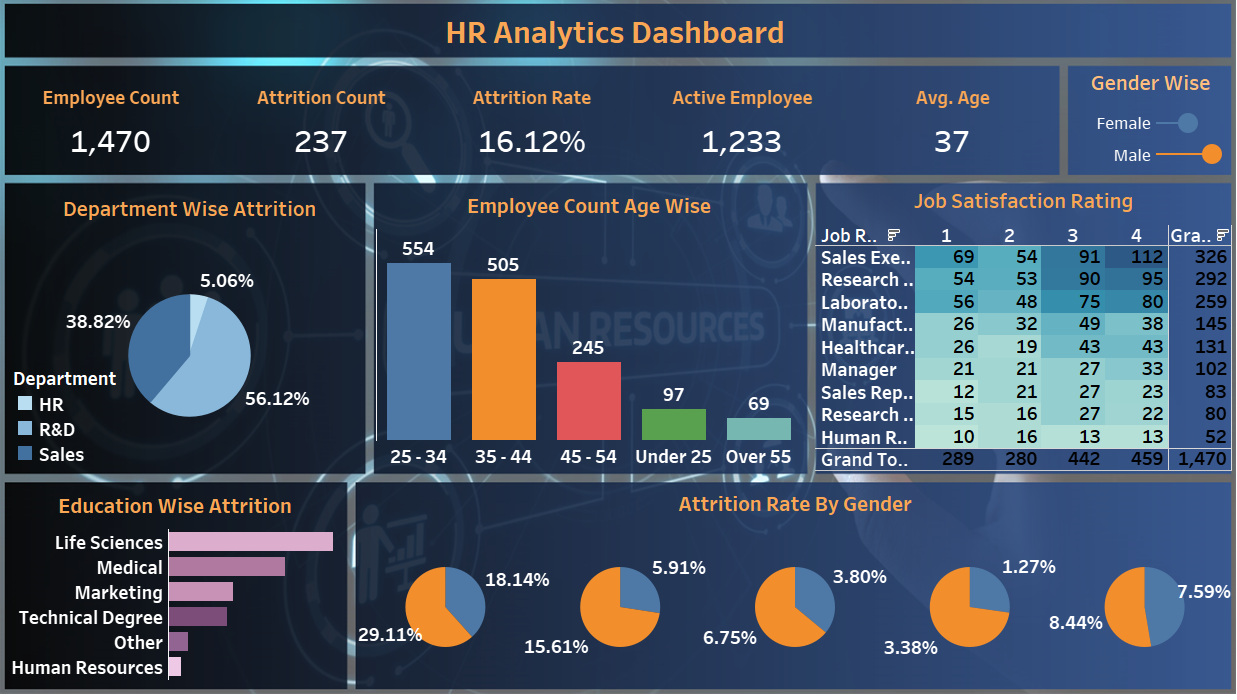 HR Analytics Dashboard
Employee Count
Attrition Count
Attrition Rate
Active Employee
Avg. Age
1,470
237
16.12%
1,233
37
Gender Wise
Female
Male
Department Wise Attrition
5.06%
38.82%
56.12%
Department
HR
R&D
Sales
Employee Count Age Wise
554
505
245
97
69
25 - 34
35 - 44
45 - 54
Under 25
Over 55
Job Satisfaction Rating
Job R.. 1 2 3 4 Gra..
Sales Exe.. 69 54 91 112 326
Research .. 54 53 90 95 292
Laborato.. 56 48 75 80 259
Manufact.. 26 32 49 38 145
Healthcar.. 26 19 43 43 131
Manager 21 21 27 33 102
Sales Rep.. 12 21 27 23 83
Research .. 15 16 27 22 80
Human R.. 10 16 13 13 52
Grand To.. 289 280 442 459 1,470
Education Wise Attrition
Life Sciences
Medical
Marketing
Technical Degree
Other
Human Resources
Attrition Rate By Gender
18.14%
29.11%
5.91%
15.61%
3.80%
6.75%
1.27%
3.38%
7.59%
8.44%
RESOURCES